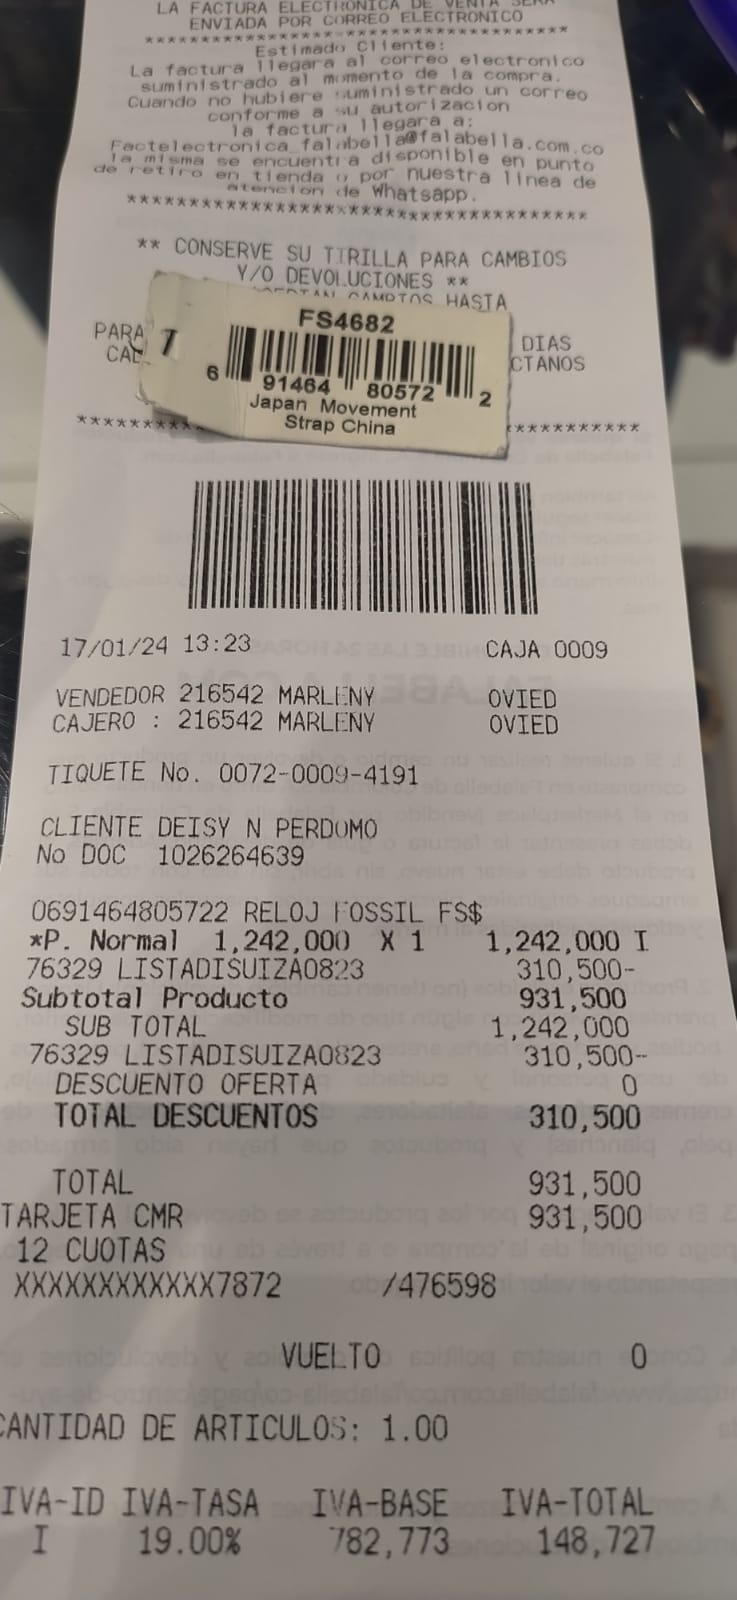 LA FACTURA ELECTRONICA DE VENTA SERA
ENVIADA POR CORREO ELECTRONICO
****************************************
Estimado Cliente:
La factura llegara al correo electronico
suministrado al momento de la compra.
Cuando no hubiere suministrado un correo
conforme a su autorizacion
la factura llegara a:
Factelectronica_falabella@falabella.com.co
la misma se encuentra disponible en punto
de retiro en tienda o por nuestra linea de
atencion de Whatsapp.
****************************************
** CONSERVE SU TIRILLA PARA CAMBIOS
Y/O DEVOLUCIONES **
CAMBIOS HASTA
PARA DIAS
CTANOS
FS4682
6 91464 80572 2
Japan Movement
Strap China
********* ***********
17/01/24 13:23 CAJA 0009
VENDEDOR 216542 MARLENY OVIED
CAJERO : 216542 MARLENY OVIED
TIQUETE No. 0072-0009-4191
CLIENTE DEISY N PERDOMO
No DOC 1026264639
0691464805722 RELOJ FOSSIL FS$
*P. Normal 1,242,000 X 1 1,242,000 I
76329 LISTADISUIZA0823 310,500-
Subtotal Producto 931,500
SUB TOTAL 1,242,000
76329 LISTADISUIZA0823 310,500-
DESCUENTO OFERTA 0
TOTAL DESCUENTOS 310,500
TOTAL 931,500
TARJETA CMR 931,500
12 CUOTAS
XXXXXXXXXXXX7872 /476598
VUELTO 0
CANTIDAD DE ARTICULOS: 1.00
IVA-ID IVA-TASA IVA-BASE IVA-TOTAL
I 19.00% 782,773 148,727